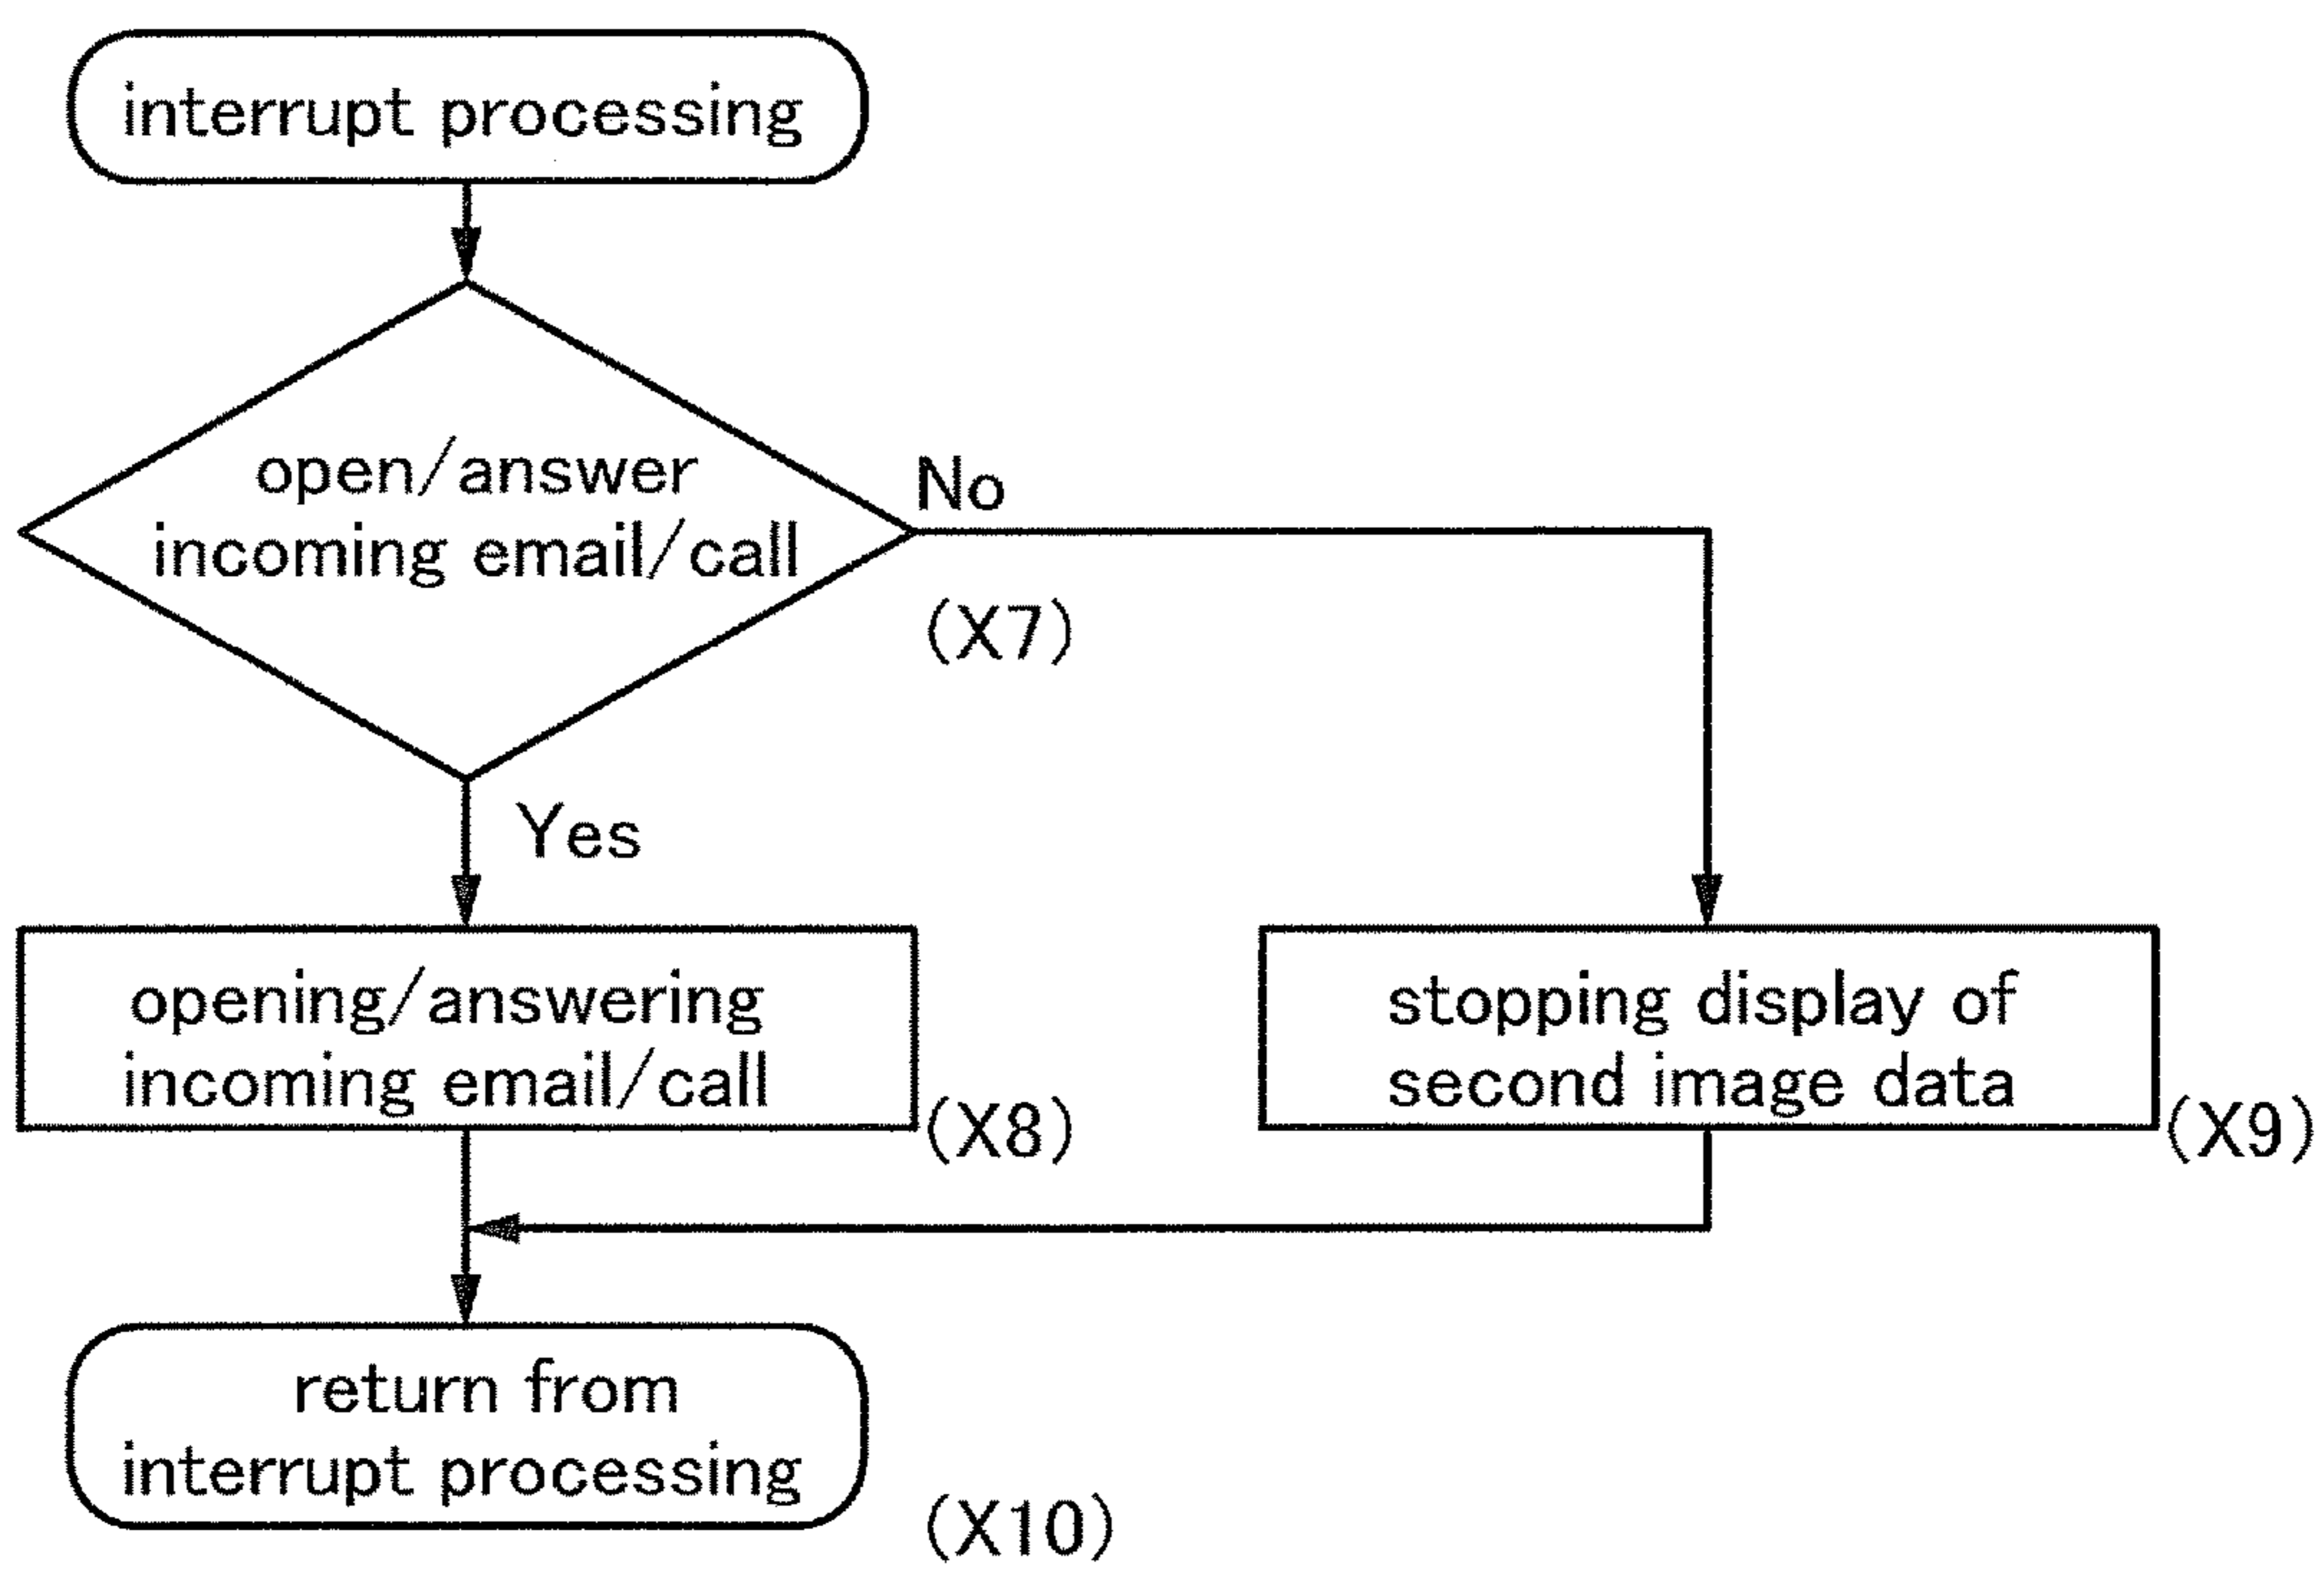 interrupt processing
open/answer
incoming email/call
No
(X7)
Yes
opening/answering
incoming email/call
(X8)
stopping display of
second image data
(X9)
return from
interrupt processing
(X10)